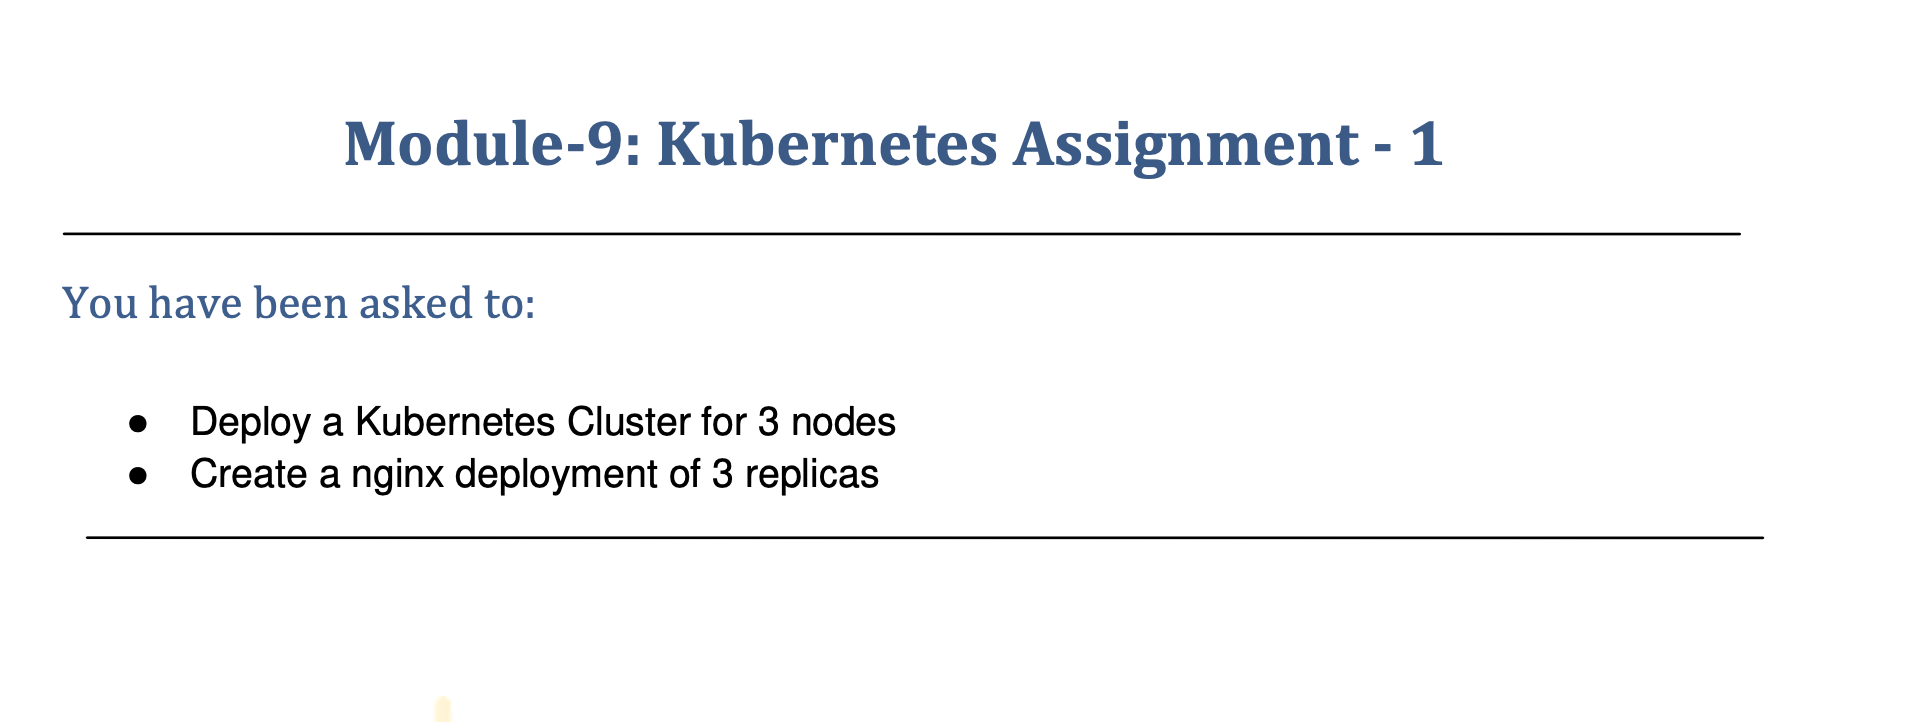 Module-9: Kubernetes Assignment - 1
You have been asked to:
● Deploy a Kubernetes Cluster for 3 nodes
● Create a nginx deployment of 3 replicas